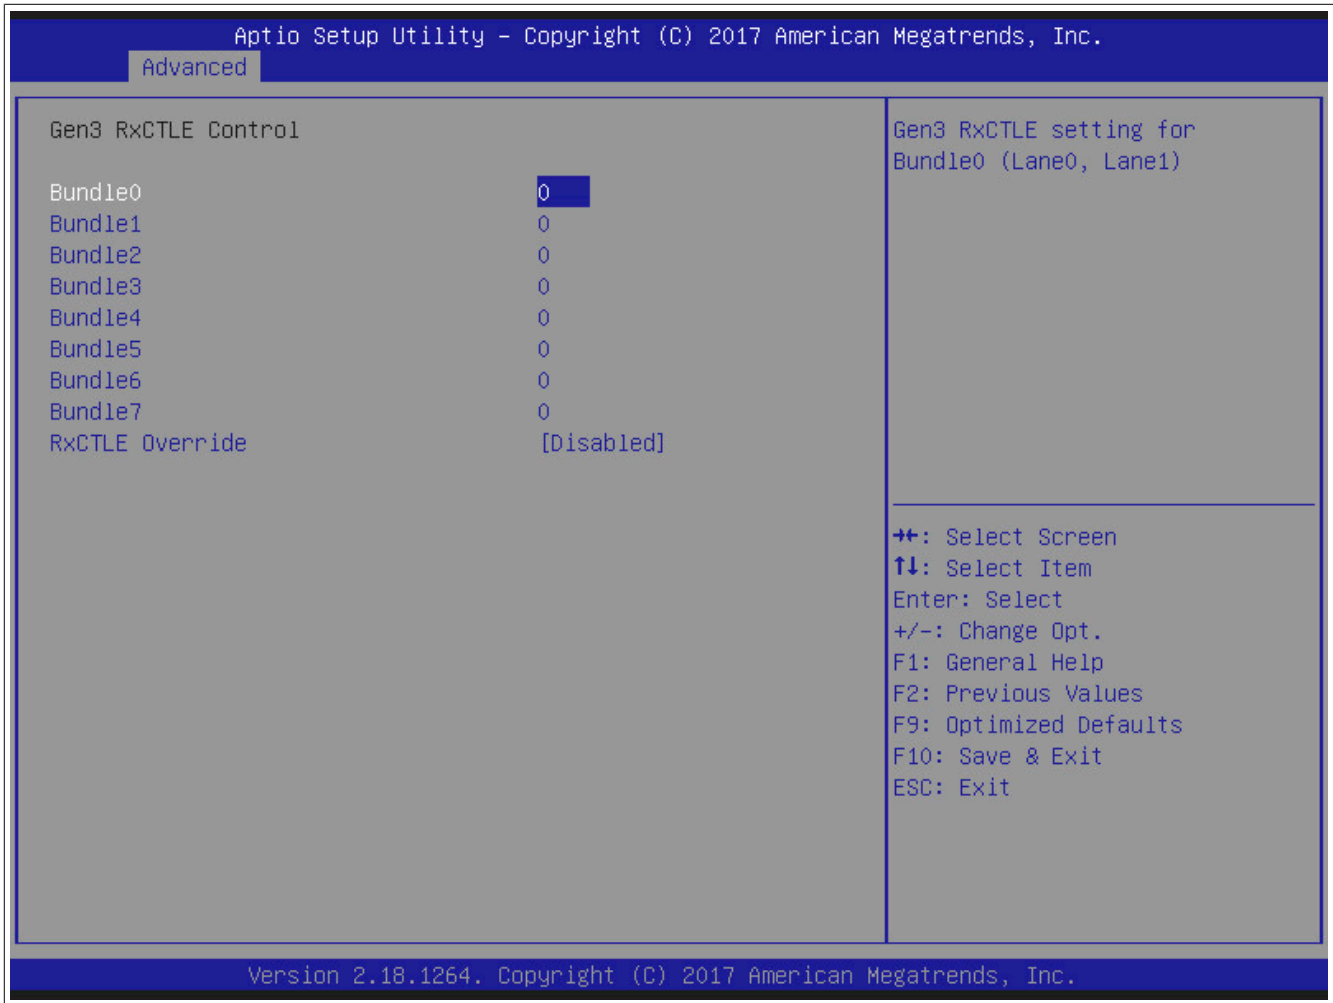 Aptio Setup Utility – Copyright (C) 2017 American Megatrends, Inc.
Advanced
Gen3 RxCTLE Control
Bundle0 0
Bundle1 0
Bundle2 0
Bundle3 0
Bundle4 0
Bundle5 0
Bundle6 0
Bundle7 0
RxCTLE Override [Disabled]
Gen3 RxCTLE setting for
Bundle0 (Lane0, Lane1)
→←: Select Screen
↑↓: Select Item
Enter: Select
+/-: Change Opt.
F1: General Help
F2: Previous Values
F9: Optimized Defaults
F10: Save & Exit
ESC: Exit
Version 2.18.1264. Copyright (C) 2017 American Megatrends, Inc.